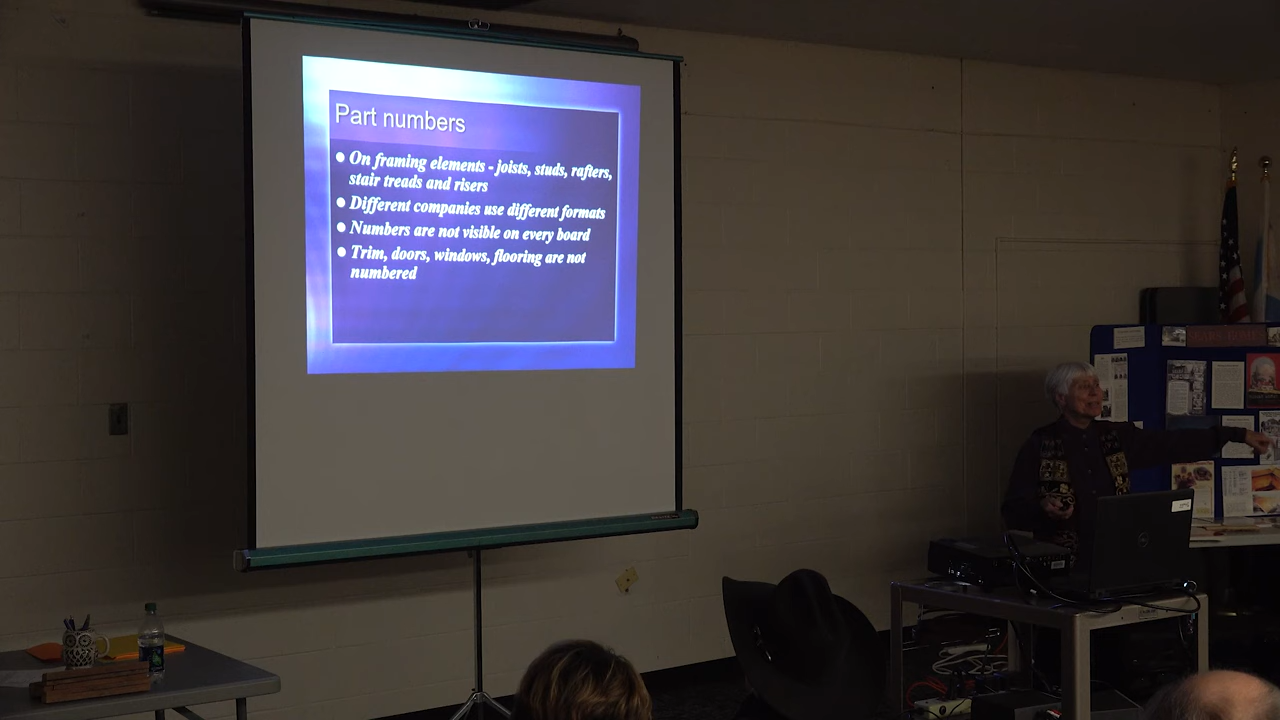 Part numbers
On framing elements - joists, studs, rafters,
stair treads and risers
Different companies use different formats
Numbers are not visible on every board
Trim, doors, windows, flooring are not
numbered